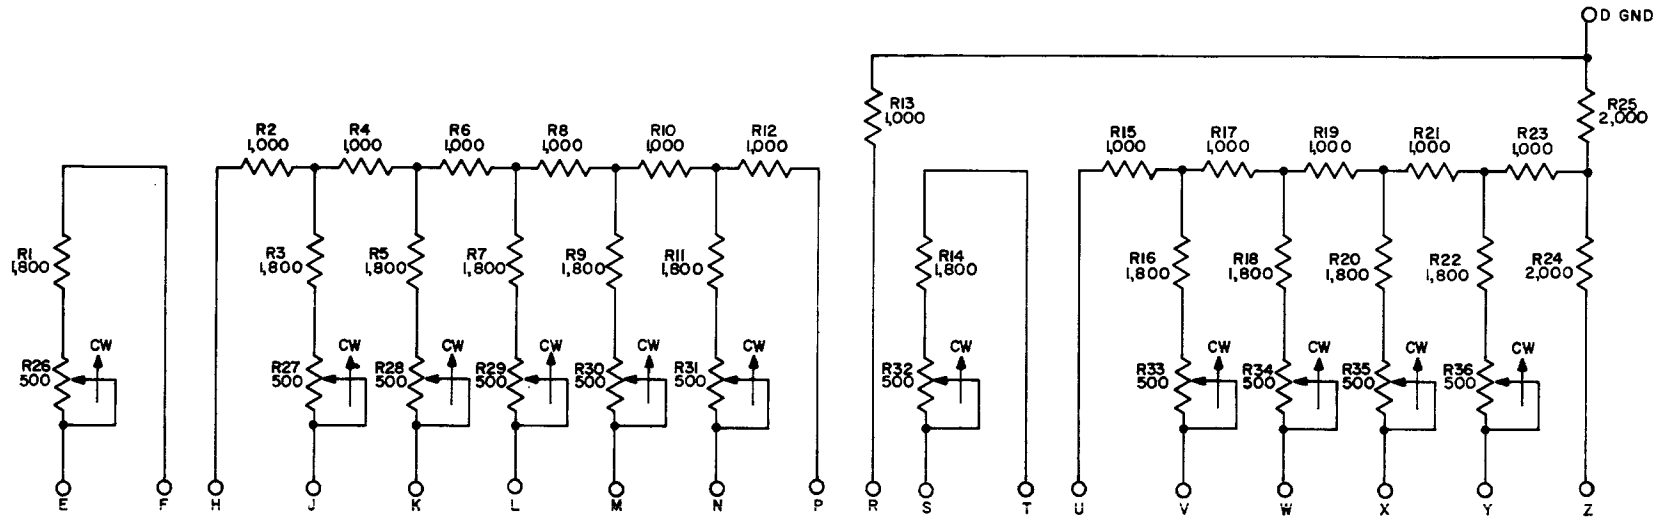 D GND
R13
1,000
R25
2,000
R2
1,000
R4
1,000
R6
1,000
R8
1,000
R10
1,000
R12
1,000
R15
1,000
R17
1,000
R19
1,000
R21
1,000
R23
1,000
R1
1,800
R3
1,800
R5
1,800
R7
1,800
R9
1,800
R11
1,800
R14
1,800
R16
1,800
R18
1,800
R20
1,800
R22
1,800
R24
2,000
R26
500
CW
R27
500
CW
R28
500
CW
R29
500
CW
R30
500
CW
R31
500
CW
R32
500
CW
R33
500
CW
R34
500
CW
R35
500
CW
R36
500
CW
E F H J K L M N P R S T U V W X Y Z